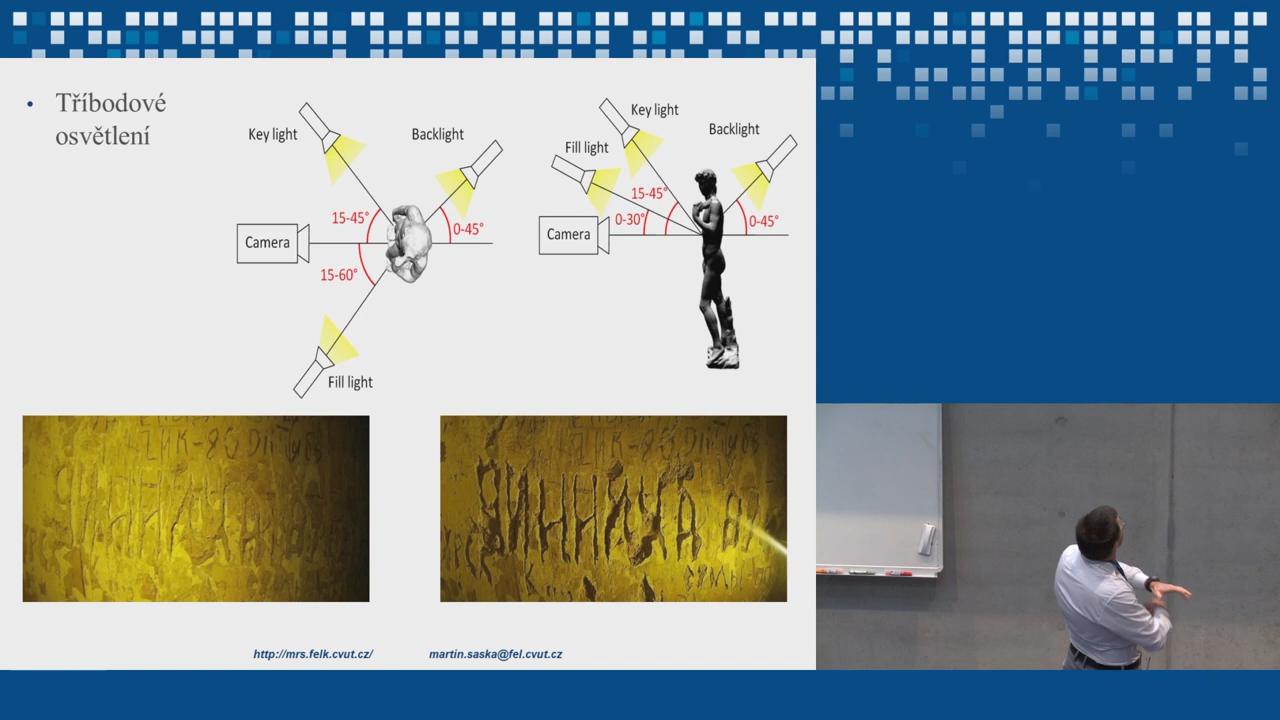 • Tříbodové
osvětlení
Key light
Backlight
15-45°
0-45°
Camera
15-60°
Fill light
Key light
Backlight
Fill light
15-45°
0-30°
0-45°
Camera
ВИННИЦА
http://mrs.felk.cvut.cz/
martin.saska@fel.cvut.cz